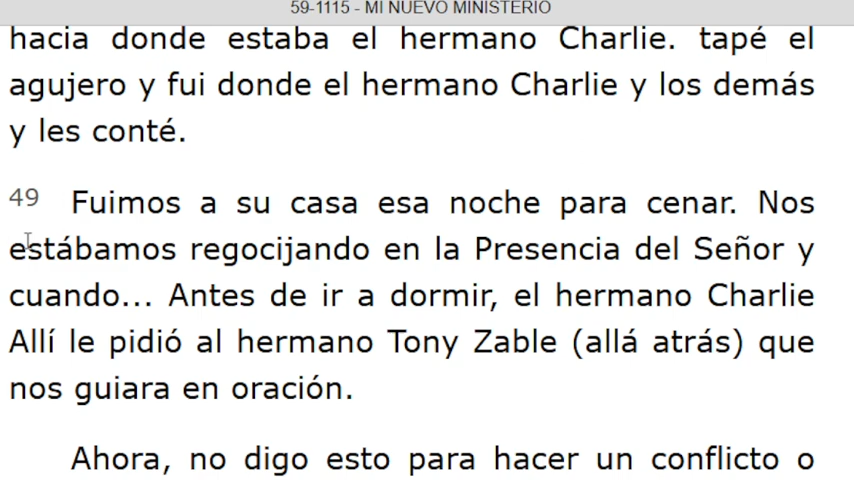 59-1115 - MI NUEVO MINISTERIO
hacia donde estaba el hermano Charlie. tapé el
agujero y fui donde el hermano Charlie y los demás
y les conté.
49 Fuimos a su casa esa noche para cenar. Nos
estábamos regocijando en la Presencia del Señor y
cuando... Antes de ir a dormir, el hermano Charlie
Allí le pidió al hermano Tony Zable (allá atrás) que
nos guiara en oración.
Ahora, no digo esto para hacer un conflicto o